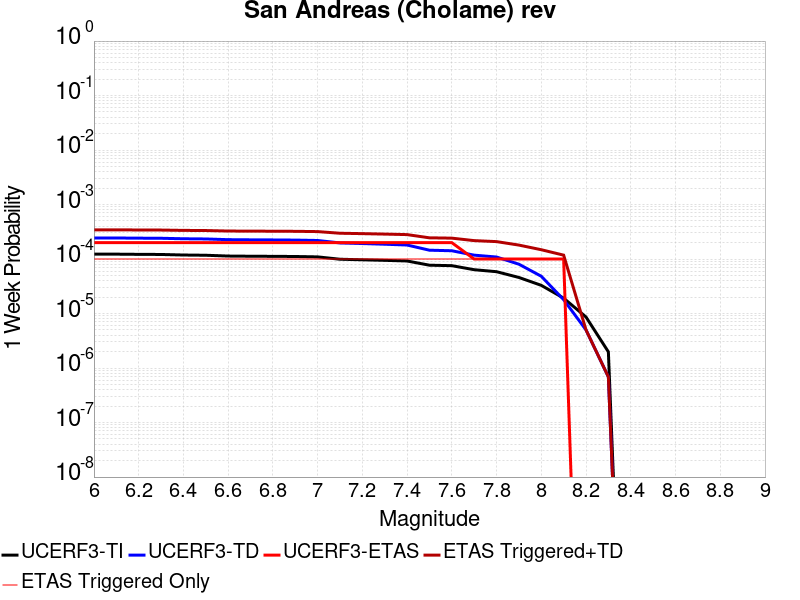 San Andreas (Cholame) rev
10^0
10^-1
10^-2
10^-3
10^-4
10^-5
10^-6
10^-7
10^-8
1 Week Probability
6 6.2 6.4 6.6 6.8 7 7.2 7.4 7.6 7.8 8 8.2 8.4 8.6 8.8 9
Magnitude
UCERF3-TI UCERF3-TD UCERF3-ETAS ETAS Triggered+TD
ETAS Triggered Only